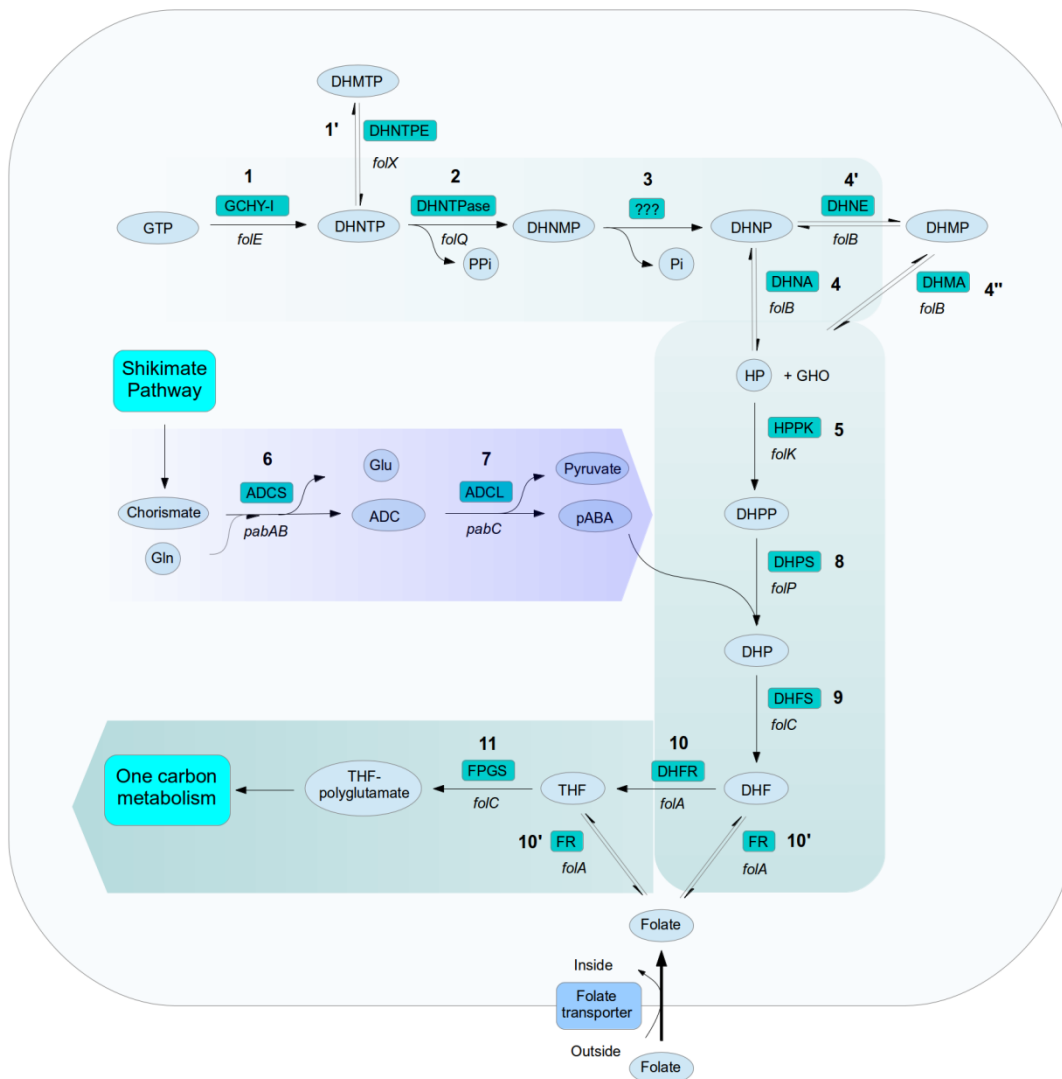 DHMTP
1'
DHNTPE
folX
1
2
3
4'
GCHY-I
DHNTPase
???
DHNE
GTP
DHNTP
DHNMP
DHNP
DHMP
folE
folQ
folB
PPi
Pi
DHNA
4
DHMA
4"
folB
folB
Shikimate
Pathway
HP
+ GHO
HPPK
5
folK
6
Glu
7
Pyruvate
ADCS
ADCL
Chorismate
ADC
pABA
DHPP
pabAB
pabC
Gln
DHPS
8
folP
DHP
DHFS
9
folC
11
10
One carbon
metabolism
THF-
polyglutamate
FPGS
THF
DHFR
DHF
folC
folA
10'
FR
FR
10'
folA
folA
Folate
Inside
Folate
transporter
Outside
Folate